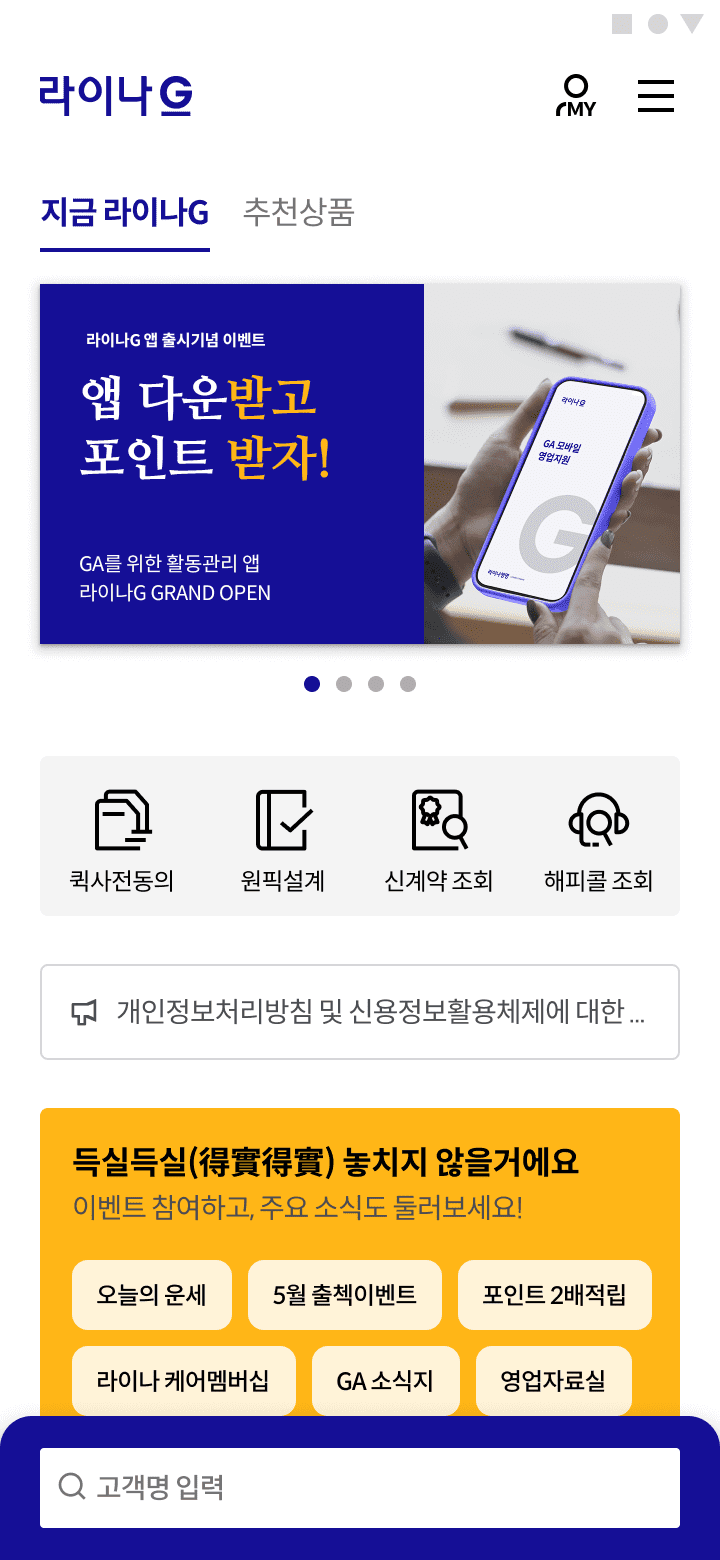 라이나 G
MY
지금 라이나G
추천상품
라이나G 앱 출시기념 이벤트
앱 다운받고
포인트 받자!
GA를 위한 활동관리 앱
라이나G GRAND OPEN
라이나G
GA 모바일
영업지원
G
라이나생명
퀵사전동의
원픽설계
신계약 조회
해피콜 조회
개인정보처리방침 및 신용정보활용체제에 대한 ...
득실득실(得實得實) 놓치지 않을거에요
이벤트 참여하고, 주요 소식도 둘러보세요!
오늘의 운세
5월 출첵이벤트
포인트 2배적립
라이나 케어멤버십
GA 소식지
영업자료실
고객명 입력